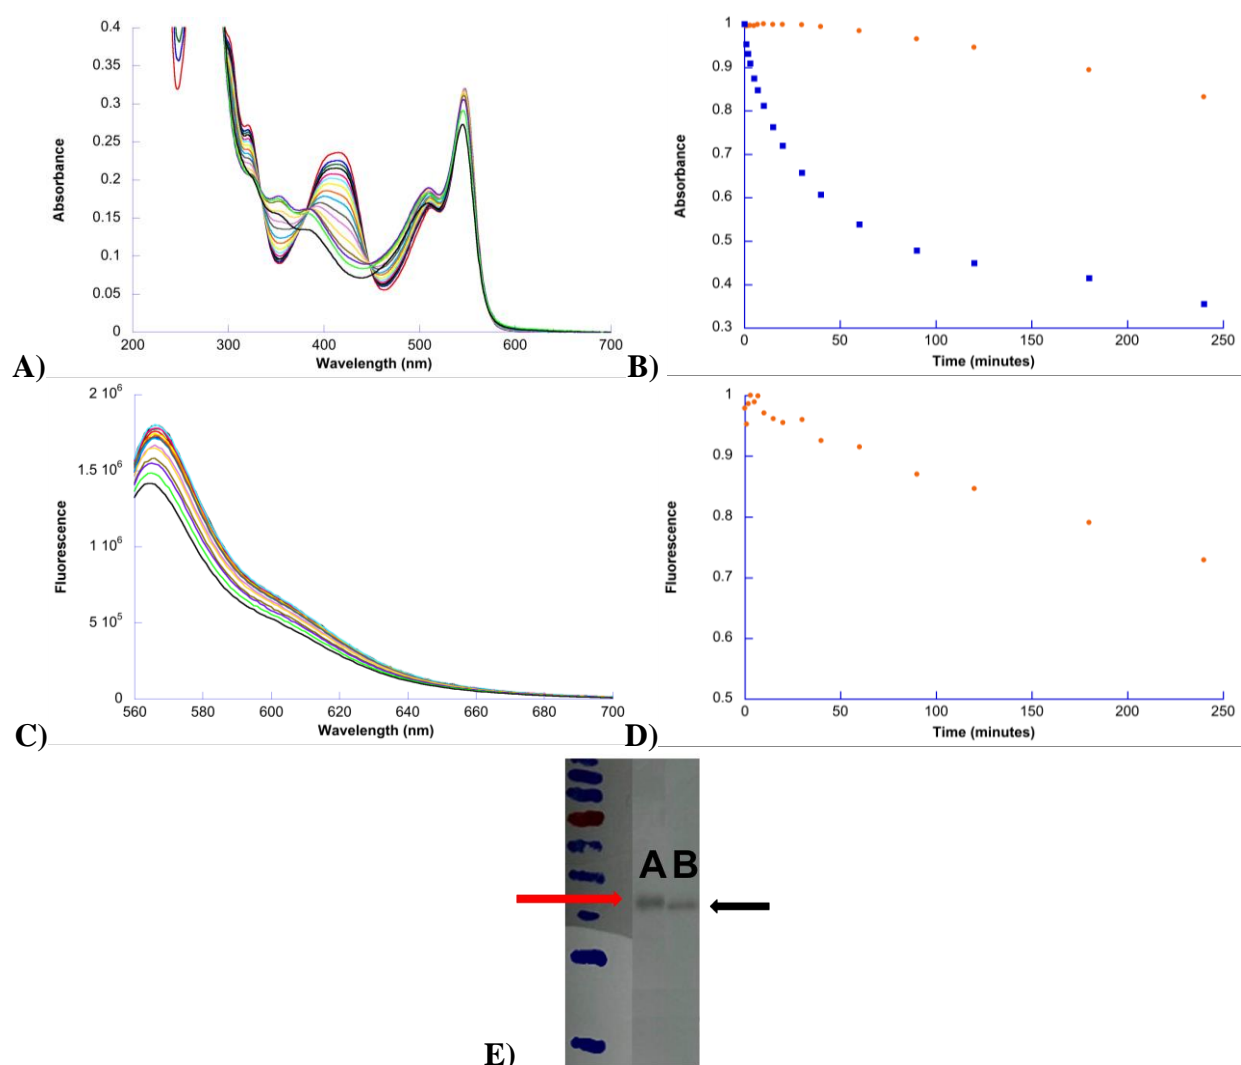 0.4
0.35
0.3
0.25
0.2
0.15
0.1
0.05
0
Absorbance
200 300 400 500 600 700
Wavelength (nm)
A)
1
0.9
0.8
0.7
0.6
0.5
0.4
0.3
Absorbance
0 50 100 150 200 250
Time (minutes)
B)
2 10⁶
1.5 10⁶
1 10⁶
5 10⁵
0
Fluorescence
560 580 600 620 640 660 680 700
Wavelength (nm)
C)
1
0.9
0.8
0.7
0.6
0.5
Fluorescence
0 50 100 150 200 250
Time (minutes)
D)
A B
E)